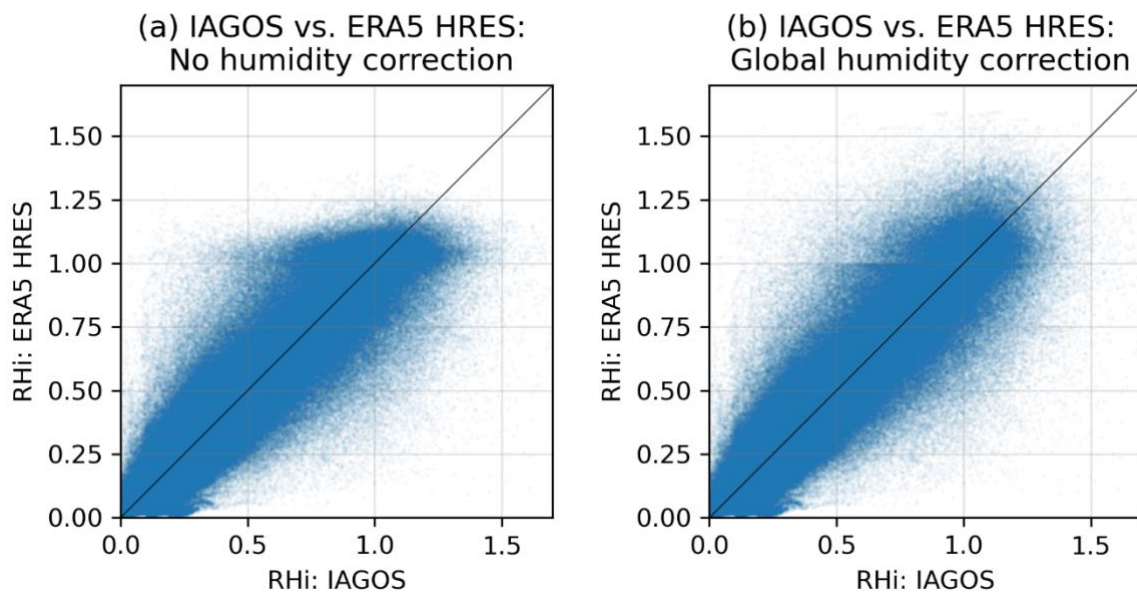 (a) IAGOS vs. ERA5 HRES:
No humidity correction
RHi: ERA5 HRES
1.50
1.25
1.00
0.75
0.50
0.25
0.00
0.0 0.5 1.0 1.5
RHi: IAGOS
(b) IAGOS vs. ERA5 HRES:
Global humidity correction
RHi: ERA5 HRES
1.50
1.25
1.00
0.75
0.50
0.25
0.00
0.0 0.5 1.0 1.5
RHi: IAGOS